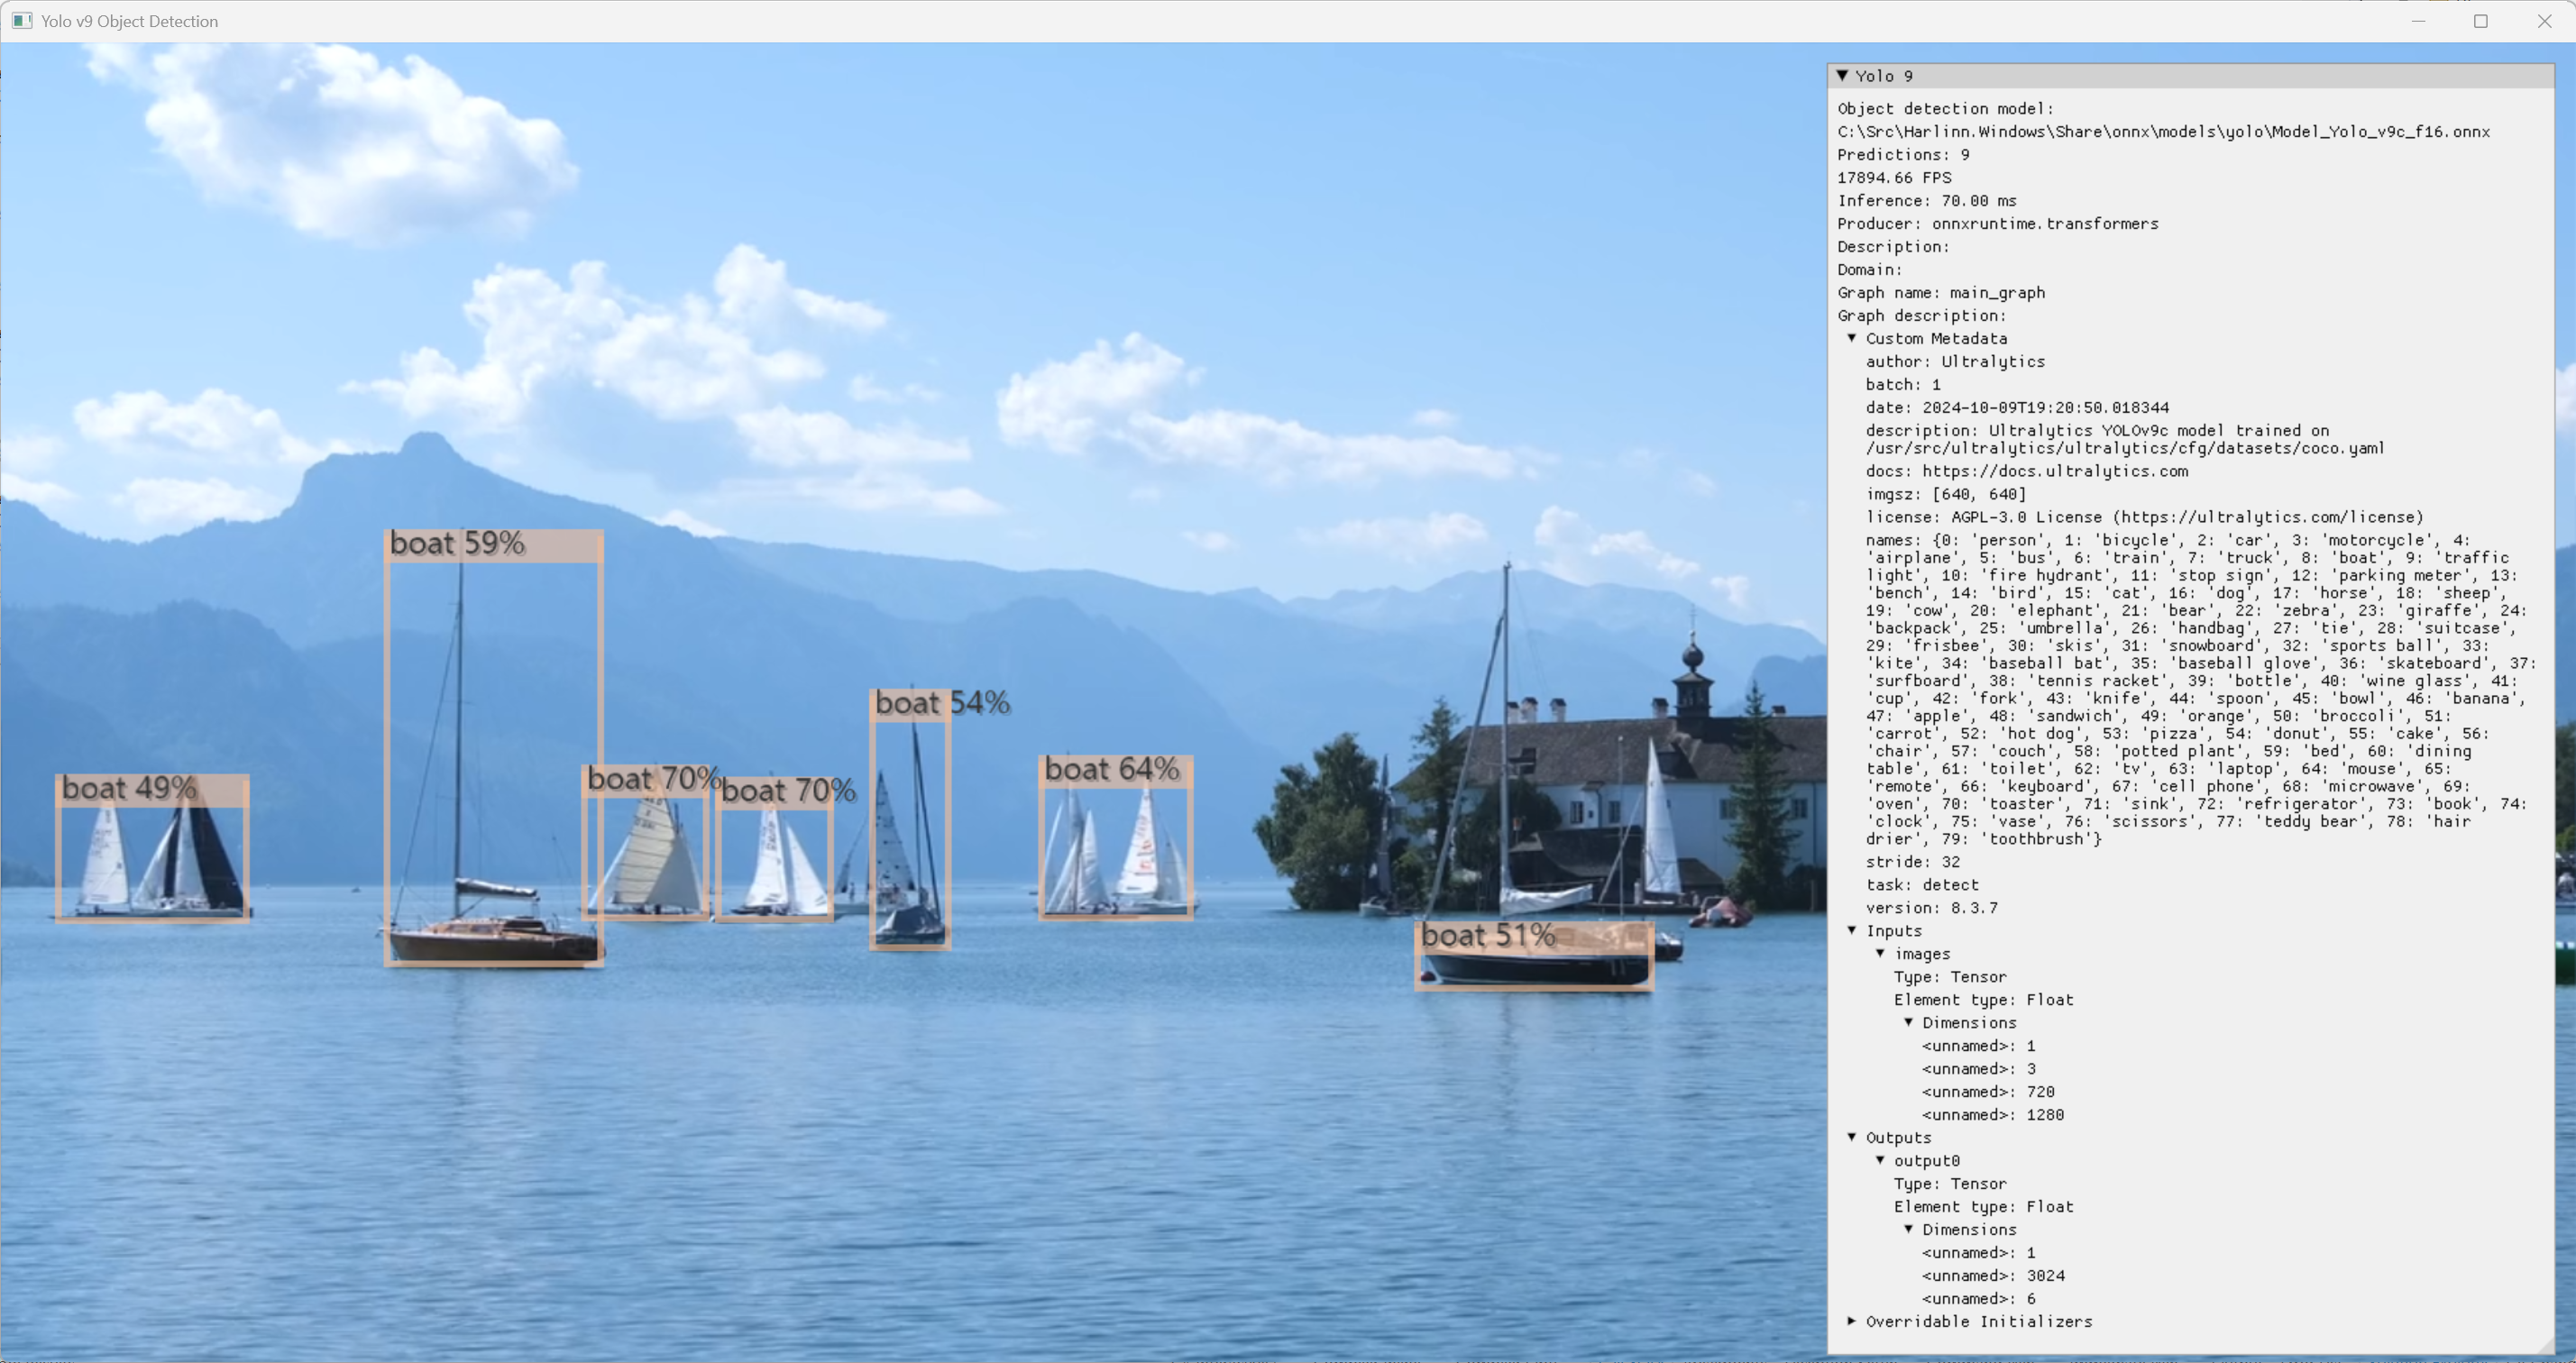 Yolo v9 Object Detection
Yolo 9
Object detection model:
C:\Src\Harlinn.Windows\Share\onnx\models\yolo\Model_Yolo_v9c_f16.onnx
Predictions: 9
17894.66 FPS
Inference: 70.00 ms
Producer: onnxruntime.transformers
Description:
Domain:
Graph name: main_graph
Graph description:
Custom Metadata
author: Ultralytics
batch: 1
date: 2024-10-09T19:20:50.018344
description: Ultralytics YOLOv9c model trained on
/usr/src/ultralytics/ultralytics/cfg/datasets/coco.yaml
docs: https://docs.ultralytics.com
imgsz: [640, 640]
license: AGPL-3.0 License (https://ultralytics.com/license)
names: {0: 'person', 1: 'bicycle', 2: 'car', 3: 'motorcycle', 4:
'airplane', 5: 'bus', 6: 'train', 7: 'truck', 8: 'boat', 9: 'traffic
light', 10: 'fire hydrant', 11: 'stop sign', 12: 'parking meter', 13:
'bench', 14: 'bird', 15: 'cat', 16: 'dog', 17: 'horse', 18: 'sheep',
19: 'cow', 20: 'elephant', 21: 'bear', 22: 'zebra', 23: 'giraffe', 24:
'backpack', 25: 'umbrella', 26: 'handbag', 27: 'tie', 28: 'suitcase',
29: 'frisbee', 30: 'skis', 31: 'snowboard', 32: 'sports ball', 33:
'kite', 34: 'baseball bat', 35: 'baseball glove', 36: 'skateboard', 37:
'surfboard', 38: 'tennis racket', 39: 'bottle', 40: 'wine glass', 41:
'cup', 42: 'fork', 43: 'knife', 44: 'spoon', 45: 'bowl', 46: 'banana',
47: 'apple', 48: 'sandwich', 49: 'orange', 50: 'broccoli', 51:
'carrot', 52: 'hot dog', 53: 'pizza', 54: 'donut', 55: 'cake', 56:
'chair', 57: 'couch', 58: 'potted plant', 59: 'bed', 60: 'dining
table', 61: 'toilet', 62: 'tv', 63: 'laptop', 64: 'mouse', 65:
'remote', 66: 'keyboard', 67: 'cell phone', 68: 'microwave', 69:
'oven', 70: 'toaster', 71: 'sink', 72: 'refrigerator', 73: 'book', 74:
'clock', 75: 'vase', 76: 'scissors', 77: 'teddy bear', 78: 'hair
drier', 79: 'toothbrush'}
stride: 32
task: detect
version: 8.3.7
Inputs
images
Type: Tensor
Element type: Float
Dimensions
<unnamed>: 1
<unnamed>: 3
<unnamed>: 720
<unnamed>: 1280
Outputs
output0
Type: Tensor
Element type: Float
Dimensions
<unnamed>: 1
<unnamed>: 3024
<unnamed>: 6
Overridable Initializers
boat 59%
boat 54%
boat 64%
boat 70%
boat 70%
boat 49%
boat 51%